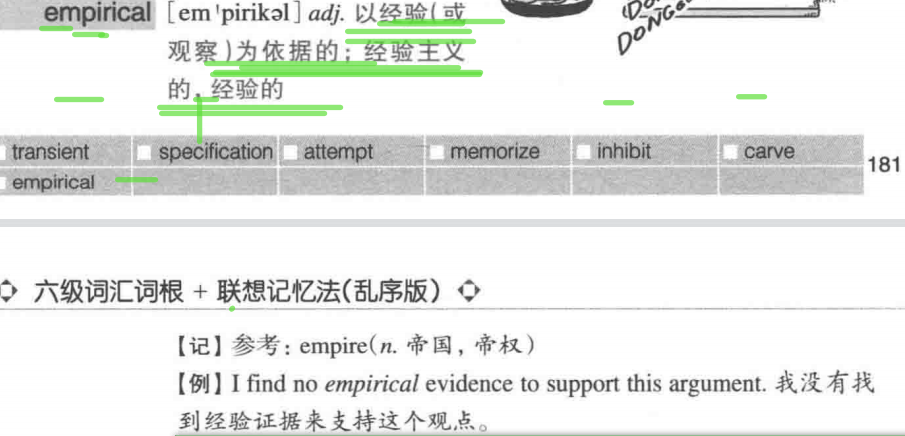 empirical [em'pirikəl] adj. 以经验(或
观察)为依据的；经验主义
的，经验的
DONG
transient specification attempt memorize inhibit carve
empirical
181
六级词汇词根 + 联想记忆法(乱序版)
【记】参考：empire(n. 帝国，帝权)
【例】I find no empirical evidence to support this argument. 我没有找
到经验证据来支持这个观点。